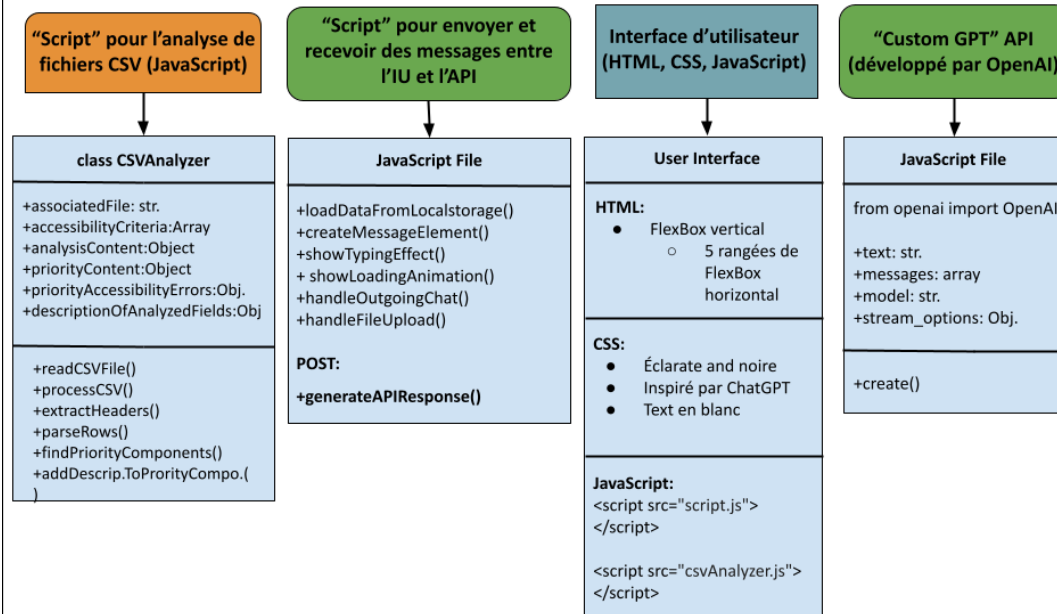 “Script” pour l’analyse de
fichiers CSV (JavaScript)
class CSVAnalyzer
+associatedFile: str.
+accessibilityCriteria:Array
+analysisContent:Object
+priorityContent:Object
+priorityAccessibilityErrors:Obj.
+descriptionOfAnalyzedFields:Obj
+readCSVFile()
+processCSV()
+extractHeaders()
+parseRows()
+findPriorityComponents()
+addDescrip.ToProrityCompo.(
)
“Script” pour envoyer et
recevoir des messages entre
l’IU et l’API
JavaScript File
+loadDataFromLocalstorage()
+createMessageElement()
+showTypingEffect()
+ showLoadingAnimation()
+handleOutgoingChat()
+handleFileUpload()
POST:
+generateAPIResponse()
Interface d’utilisateur
(HTML, CSS, JavaScript)
User Interface
HTML:
● FlexBox vertical
○ 5 rangées de
FlexBox
horizontal
CSS:
● Éclarate and noire
● Inspiré par ChatGPT
● Text en blanc
JavaScript:
<script src="script.js">
</script>
<script src="csvAnalyzer.js">
</script>
“Custom GPT” API
(développé par OpenAI)
JavaScript File
from openai import OpenAI
+text: str.
+messages: array
+model: str.
+stream_options: Obj.
+create()